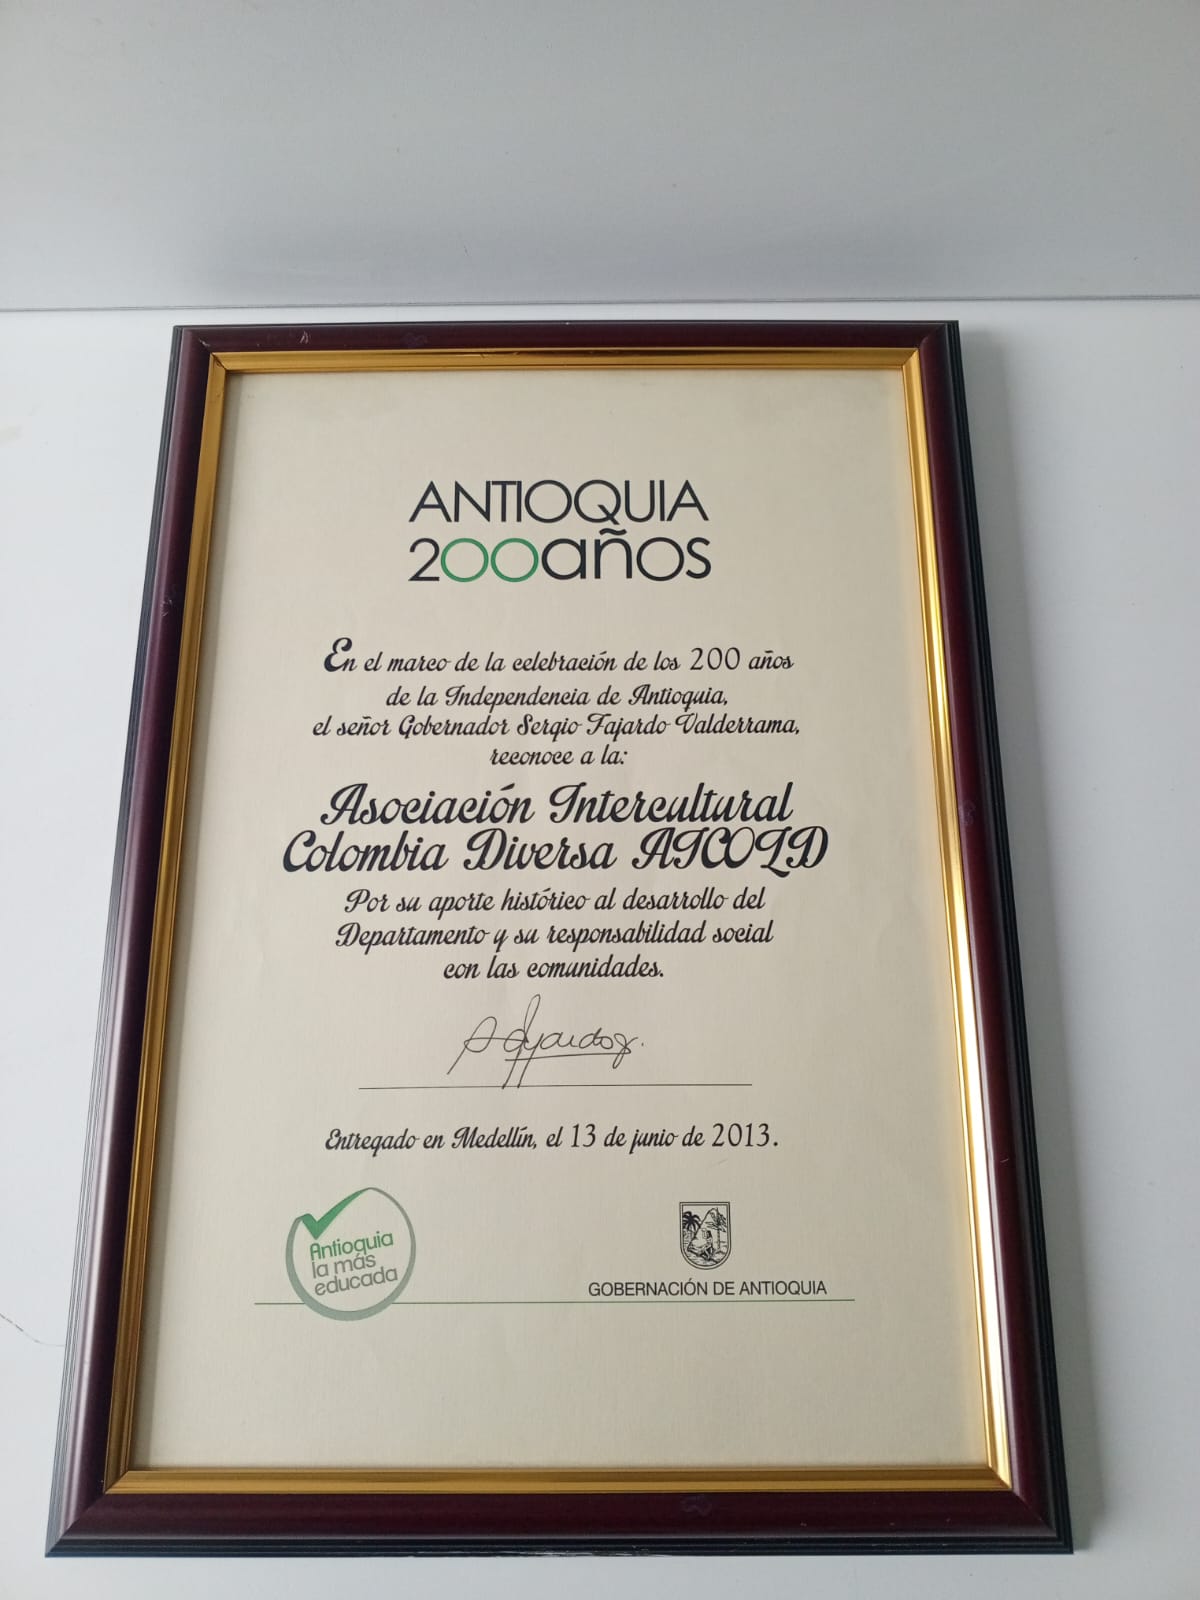 ANTIOQUIA
200años
En el marco de la celebración de los 200 años
de la Independencia de Antioquia,
el señor Gobernador Sergio Fajardo Valderrama,
reconoce a la:
Asociación Intercultural
Colombia Diversa AICOLD
Por su aporte histórico al desarrollo del
Departamento y su responsabilidad social
con las comunidades.
Entregado en Medellín, el 13 de junio de 2013.
Antioquia
la más
educada
GOBERNACIÓN DE ANTIOQUIA